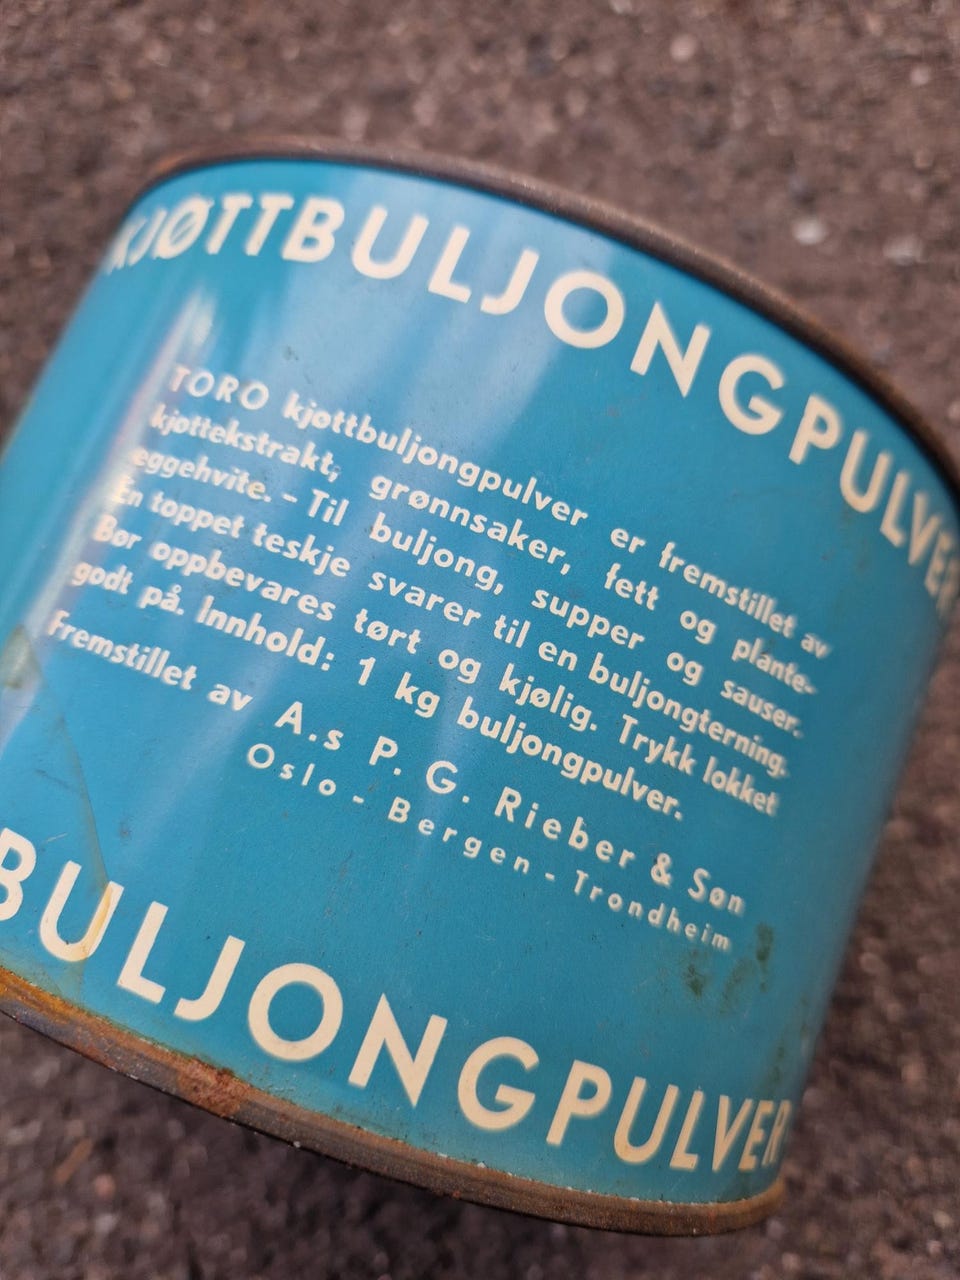 KJØTTBULJONGPULVER
TORO kjøttbuljongpulver er fremstillet av
kjøttekstrakt, grønnsaker, fett og plante-
eggehvite. – Til buljong, supper og sauser.
En toppet teskje svarer til en buljongterning.
Bør oppbevares tørt og kjølig. Trykk lokket
godt på. Innhold: 1 kg buljongpulver.
Fremstillet av A.s P. G. Rieber & Søn
Oslo - Bergen - Trondheim
BULJONGPULVER